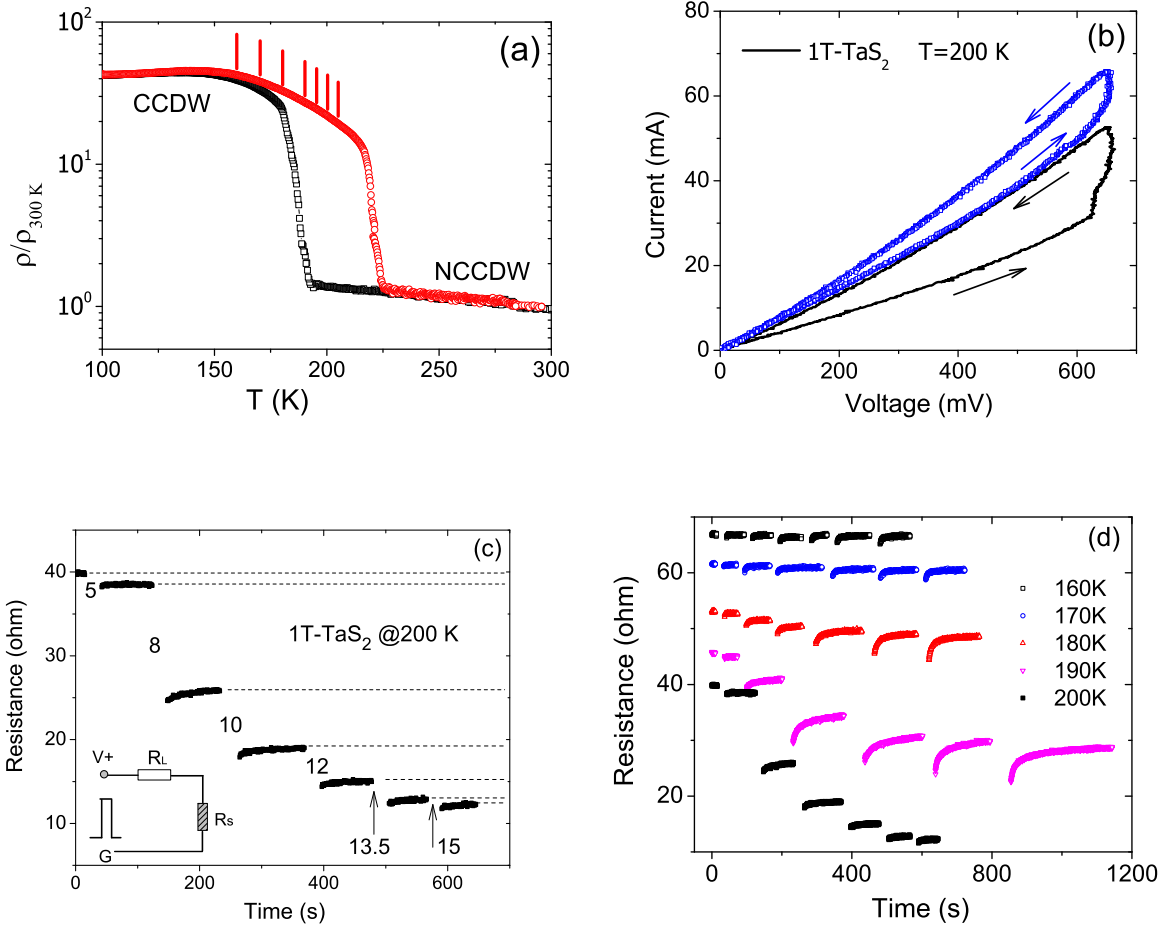 (a)
10²
10¹
10⁰
ρ/ρ300 K
CCDW
NCCDW
100
150
200
250
300
T (K)
(b)
1T-TaS₂ T=200 K
80
60
40
20
0
Current (mA)
0
200
400
600
Voltage (mV)
(c)
40
30
20
10
Resistance (ohm)
5
8
10
12
13.5
15
1T-TaS₂ @200 K
V+
RL
RS
G
0
200
400
600
Time (s)
(d)
60
40
20
Resistance (ohm)
160K
170K
180K
190K
200K
0
400
800
1200
Time (s)